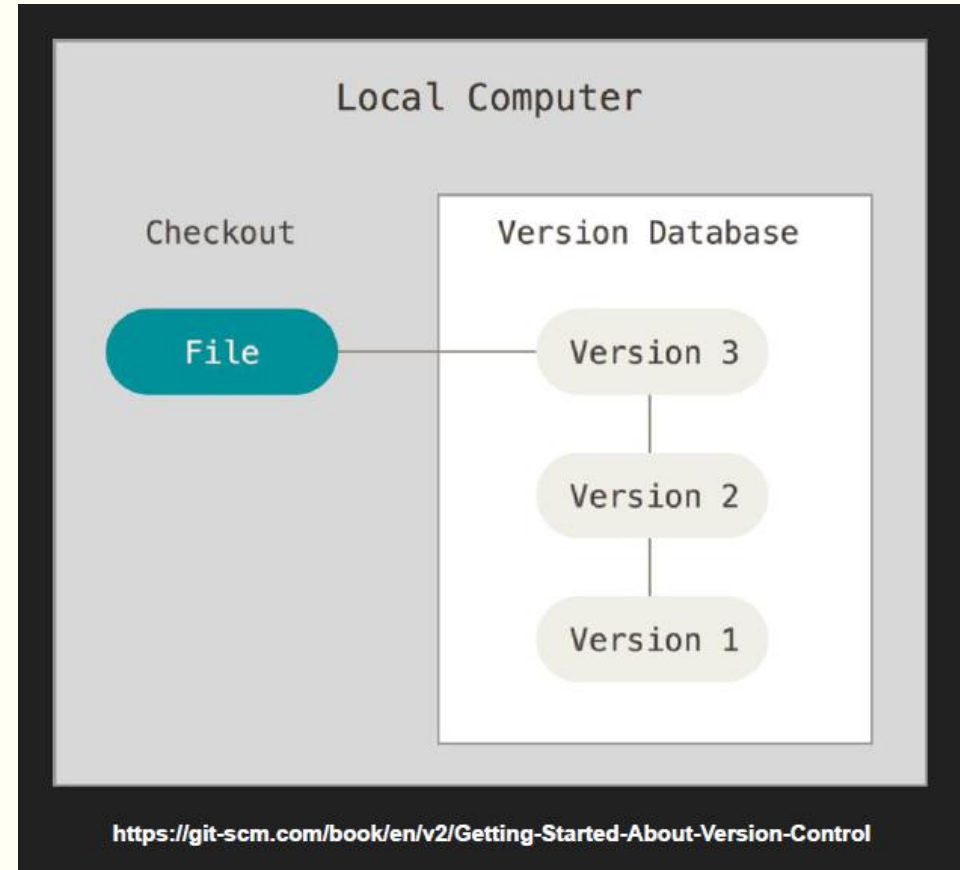 Local Computer
Checkout
Version Database
File
Version 3
Version 2
Version 1
https://git-scm.com/book/en/v2/Getting-Started-About-Version-Control